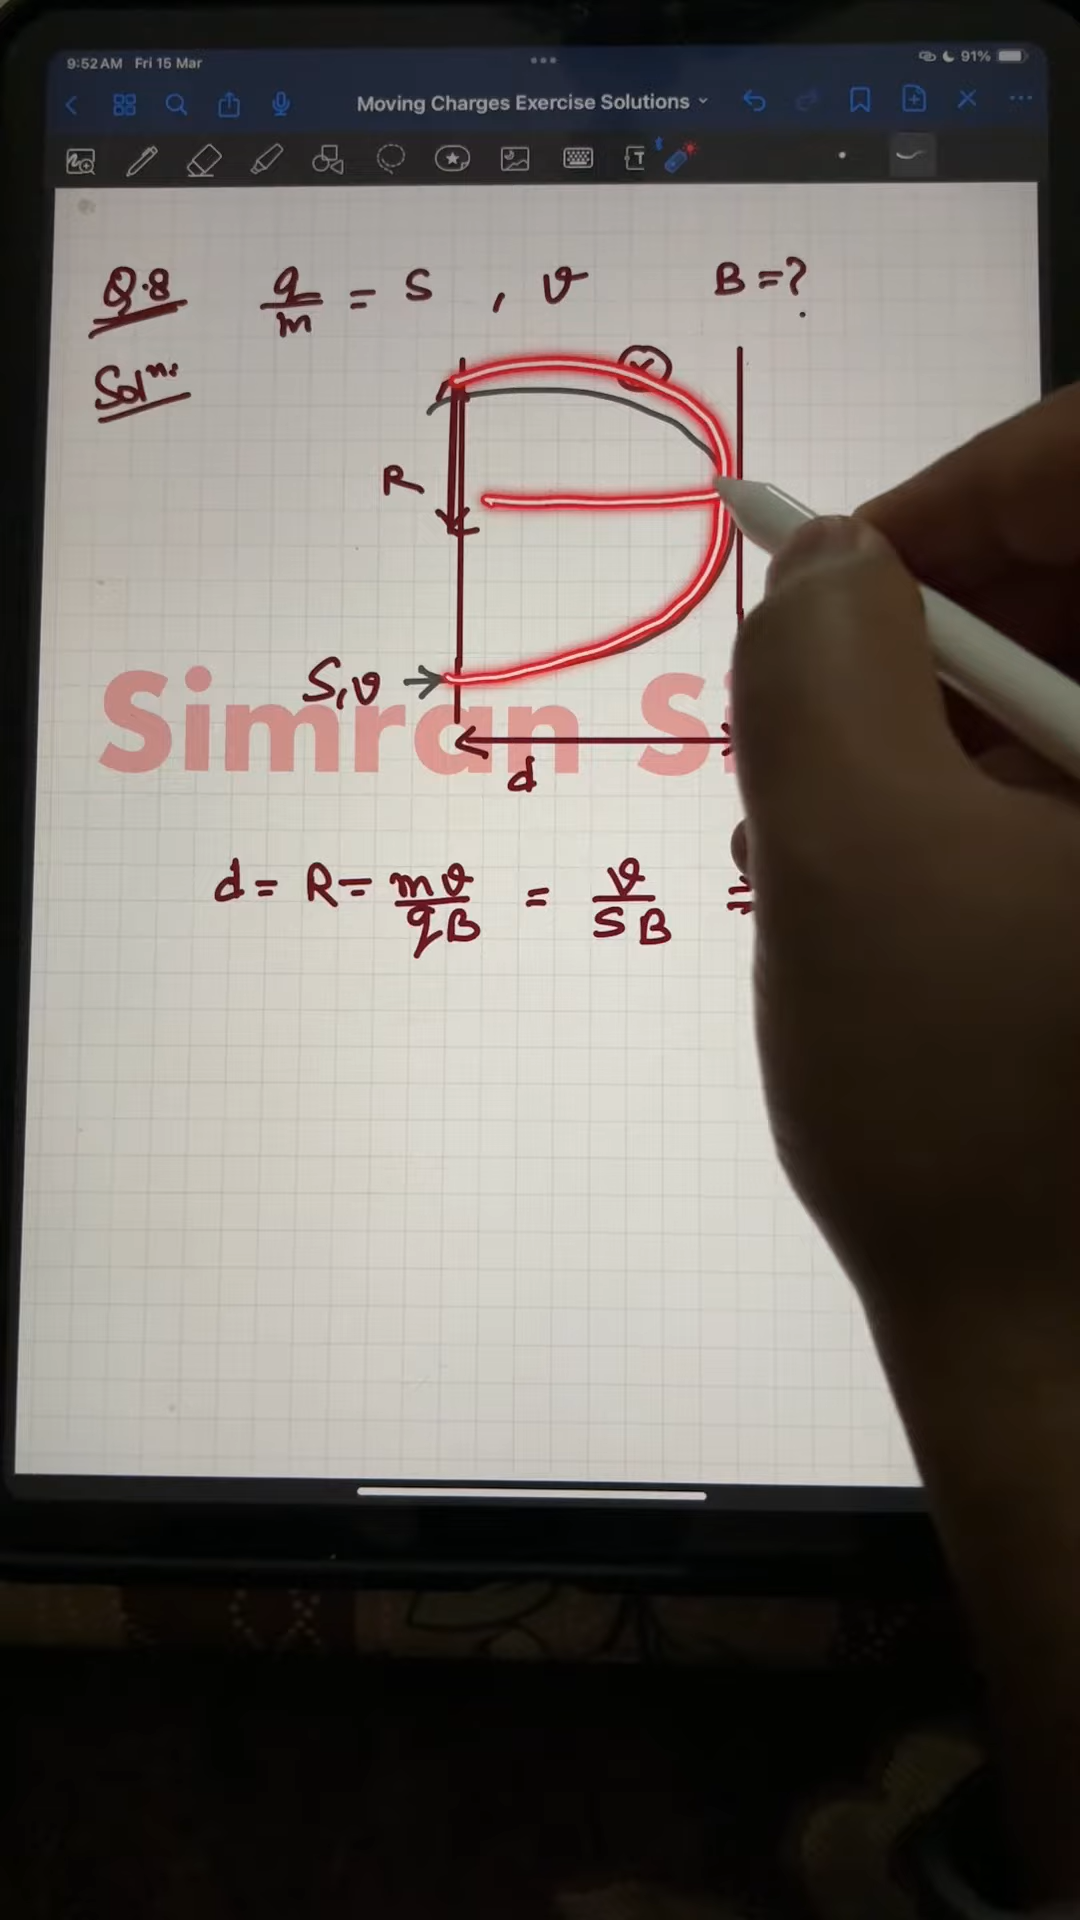 9:52 AM Fri 15 Mar
91%
Moving Charges Exercise Solutions
T
Q.8 q/m = S , v B = ?
Solⁿ.
R
S, v
Simran S
d
d = R = mv/qB = v/SB ⇒